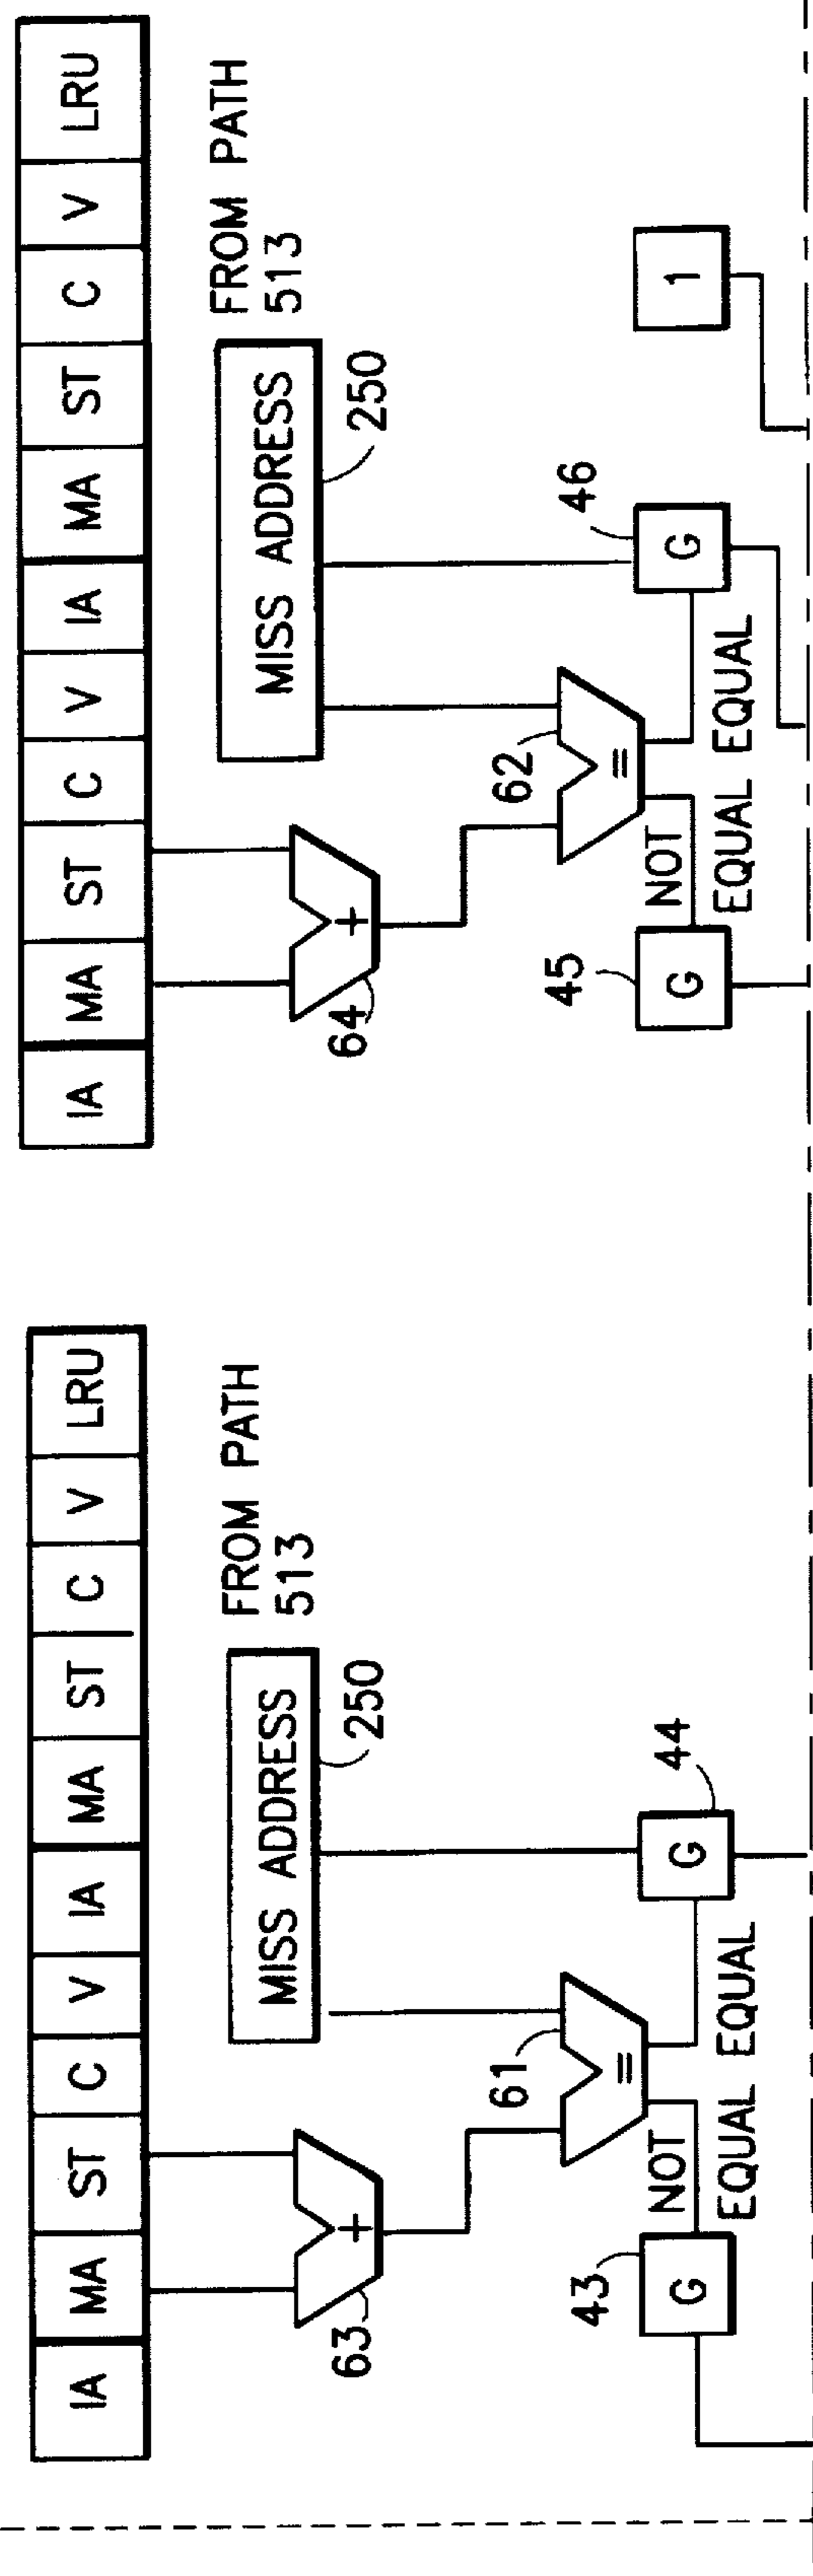 IA MA ST C V IA MA ST C V LRU
FROM PATH
513
MISS ADDRESS
250
63
+
61
=
NOT
EQUAL EQUAL
43
G
44
G
IA MA ST C V IA MA ST C V LRU
FROM PATH
513
MISS ADDRESS
250
64
+
62
=
NOT
EQUAL EQUAL
45
G
46
G
1